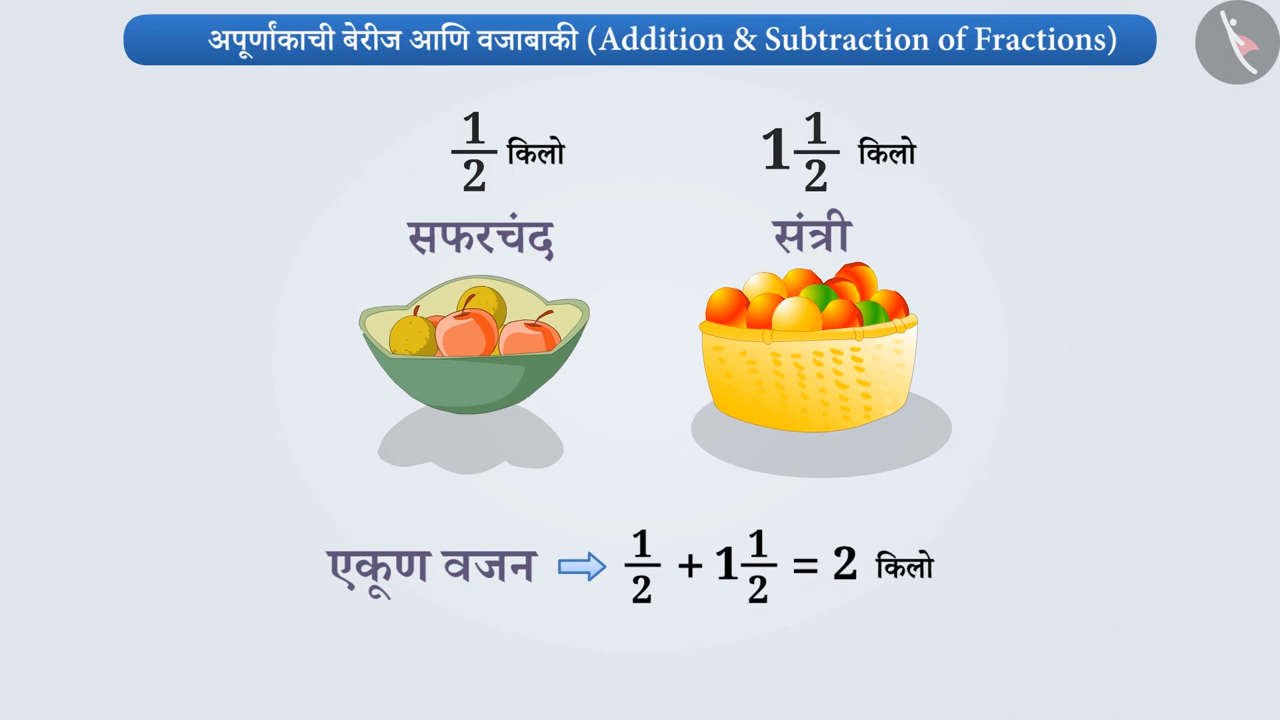 अपूर्णांकाची बेरीज आणि वजाबाकी (Addition & Subtraction of Fractions)
1/2 किलो
सफरचंद
1 1/2 किलो
संत्री
एकूण वजन ⇨ 1/2 + 1 1/2 = 2 किलो